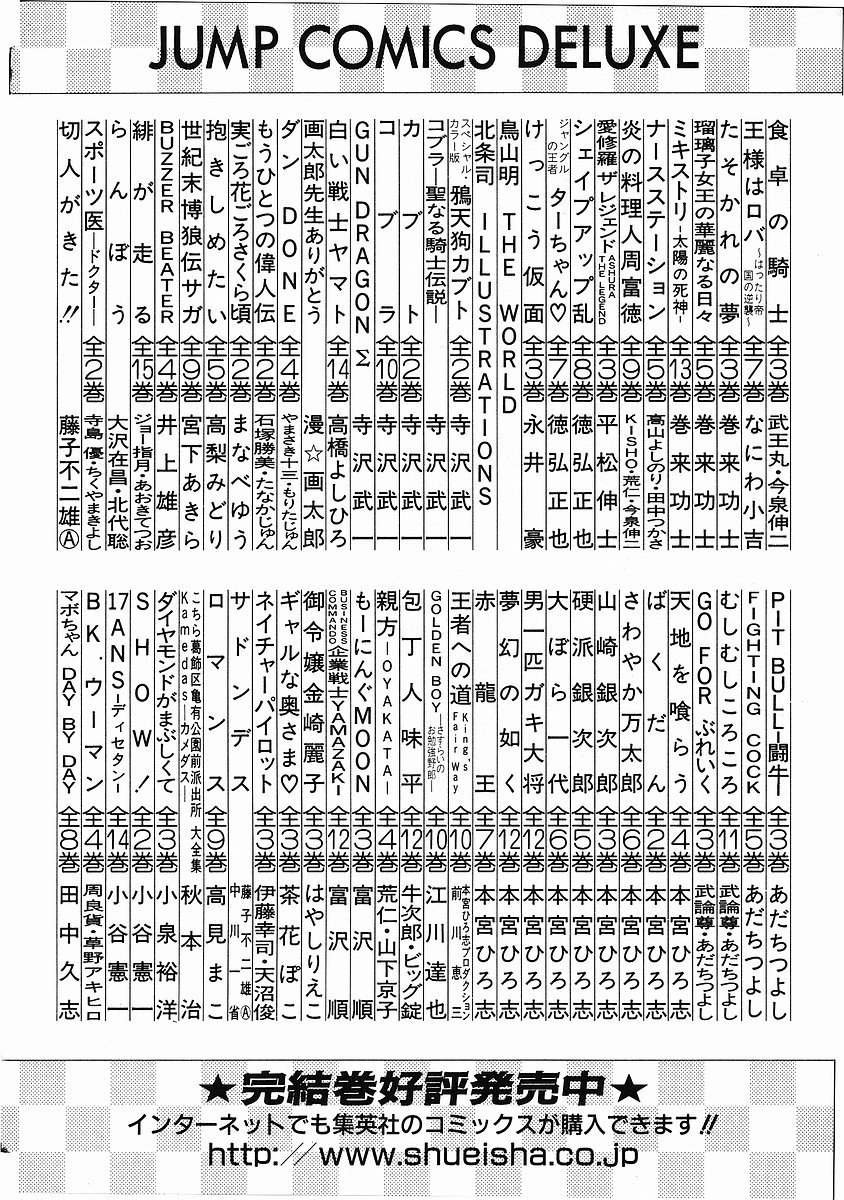 JUMP COMICS DELUXE
食卓の騎士 全3巻 武王丸・今泉伸二
王様はロバ ～はったり帝国の逆襲～ 全7巻 なにわ小吉
たそかれの夢 全3巻 巻来功士
瑠璃子女王の華麗なる日々 全5巻 巻来功士
ミキストリ―太陽の死神― 全13巻 巻来功士
ナースステーション 全5巻 高山よしのり・田中つかさ
炎の料理人周富徳 全9巻 KISHO・荒仁・今泉伸二
愛修羅 ザ レジェンド ASHURA THE LEGEND 全3巻 平松伸士
シェイプアップ乱 全8巻 徳弘正也
ジャングルの王者 ターちゃん♡ 全7巻 徳弘正也
けっこう仮面 全3巻 永井豪
鳥山明 THE WORLD
北条司 ILLUSTRATIONS
スペシャル・カラー版 鴉天狗カブト 全2巻 寺沢武一
コブラ―聖なる騎士伝説― 寺沢武一
カブト 全2巻 寺沢武一
コブラ 全10巻 寺沢武一
GUN DRAGON Σ 寺沢武一
白い戦士ヤマト 全14巻 高橋よしひろ
画太郎先生ありがとう 漫☆画太郎
ダンDONE 全4巻 やまさき十三・もりたじゅん
もうひとつの偉人伝 全2巻 石塚勝美・たなかじゅん
実ごろ花ごろさくら頃 全2巻 まなべゆう
抱きしめたい 全5巻 高梨みどり
世紀末博狼伝サガ 全9巻 宮下あきら
BUZZER BEATER 全4巻 井上雄彦
緋が走る 全15巻 ジョー指月・あおきてつお
らんぼう 大沢在昌・北代聡
スポーツ医―ドクター― 全2巻 寺島優・ちくやまきよし
切人がきた!! 藤子不二雄Ⓐ
PIT BULL―闘牛― 全3巻 あだちつよし
FIGHTING COCK 全5巻 あだちつよし
むしむしころころ 全11巻 武論尊・あだちつよし
GO FOR ぶれいく 全3巻 武論尊・あだちつよし
天地を喰らう 全4巻 本宮ひろ志
ばくだん 全2巻 本宮ひろ志
さわやか万太郎 全6巻 本宮ひろ志
山崎銀次郎 全3巻 本宮ひろ志
硬派銀次郎 全5巻 本宮ひろ志
大ぼら一代 全6巻 本宮ひろ志
男一匹ガキ大将 全12巻 本宮ひろ志
夢幻の如く 全12巻 本宮ひろ志
赤龍王 全7巻 本宮ひろ志
王者への道 King's Fair Way 全10巻 本宮ひろ志プロダクション 前川恵三
GOLDEN BOY―さすらいのお勉強野郎― 全10巻 江川達也
包丁人味平 全12巻 牛次郎・ビッグ錠
親方―OYAKATA― 全4巻 荒仁・山下京子
もーにんぐMOON 全3巻 富沢順
BUSINESS COMMANDO 企業戦士YAMAZAKI 全12巻 富沢順
御令嬢金崎麗子 全3巻 はやしりえこ
ギャルな奥さま♡ 全3巻 茶花ぽこ
ネイチャーパイロット 全3巻 伊藤幸司・天沼俊
サドンデス 藤子不二雄Ⓐ 中川一省
ロマンス 全9巻 高見まこ
こちら葛飾区亀有公園前派出所 大全集 Kamedas―カメダス― 秋本治
ダイヤモンドがまぶしくて 全3巻 小泉裕洋
SHOW! 全2巻 小谷憲一
17ANS―ディセタン― 全14巻 小谷憲一
BK.ウーマン 全4巻 周良貨・草野アキヒロ
マボちゃん DAY BY DAY 全8巻 田中久志
★完結巻好評発売中★
インターネットでも集英社のコミックスが購入できます!!
http://www.shueisha.co.jp